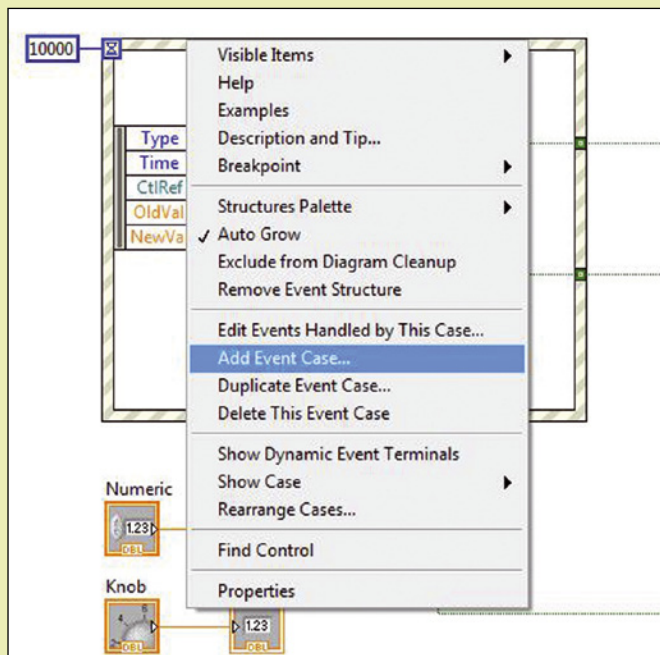 10000
Visible Items
Help
Examples
Description and Tip...
Breakpoint
Type
Time
CtlRef
OldVal
NewVa
Structures Palette
Auto Grow
Exclude from Diagram Cleanup
Remove Event Structure
Edit Events Handled by This Case...
Add Event Case...
Duplicate Event Case...
Delete This Event Case
Show Dynamic Event Terminals
Show Case
Rearrange Cases...
Find Control
Properties
Numeric
1.23
DBL
Knob
DBL
1.23